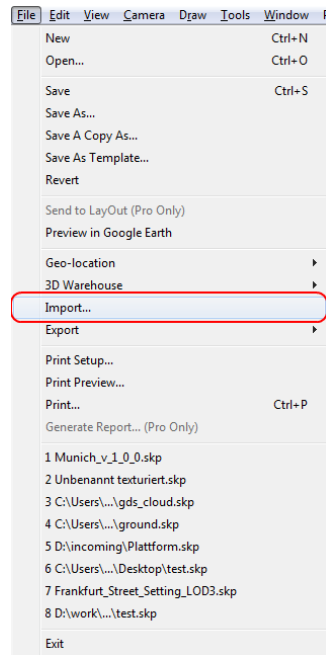 File Edit View Camera Draw Tools Window
New Ctrl+N
Open... Ctrl+O
Save Ctrl+S
Save As...
Save A Copy As...
Save As Template...
Revert
Send to LayOut (Pro Only)
Preview in Google Earth
Geo-location
3D Warehouse
Import...
Export
Print Setup...
Print Preview...
Print... Ctrl+P
Generate Report... (Pro Only)
1 Munich_v_1_0_0.skp
2 Unbenannt texturiert.skp
3 C:\Users\...\gds_cloud.skp
4 C:\Users\...\ground.skp
5 D:\incoming\Plattform.skp
6 C:\Users\...\Desktop\test.skp
7 Frankfurt_Street_Setting_LOD3.skp
8 D:\work\...\test.skp
Exit